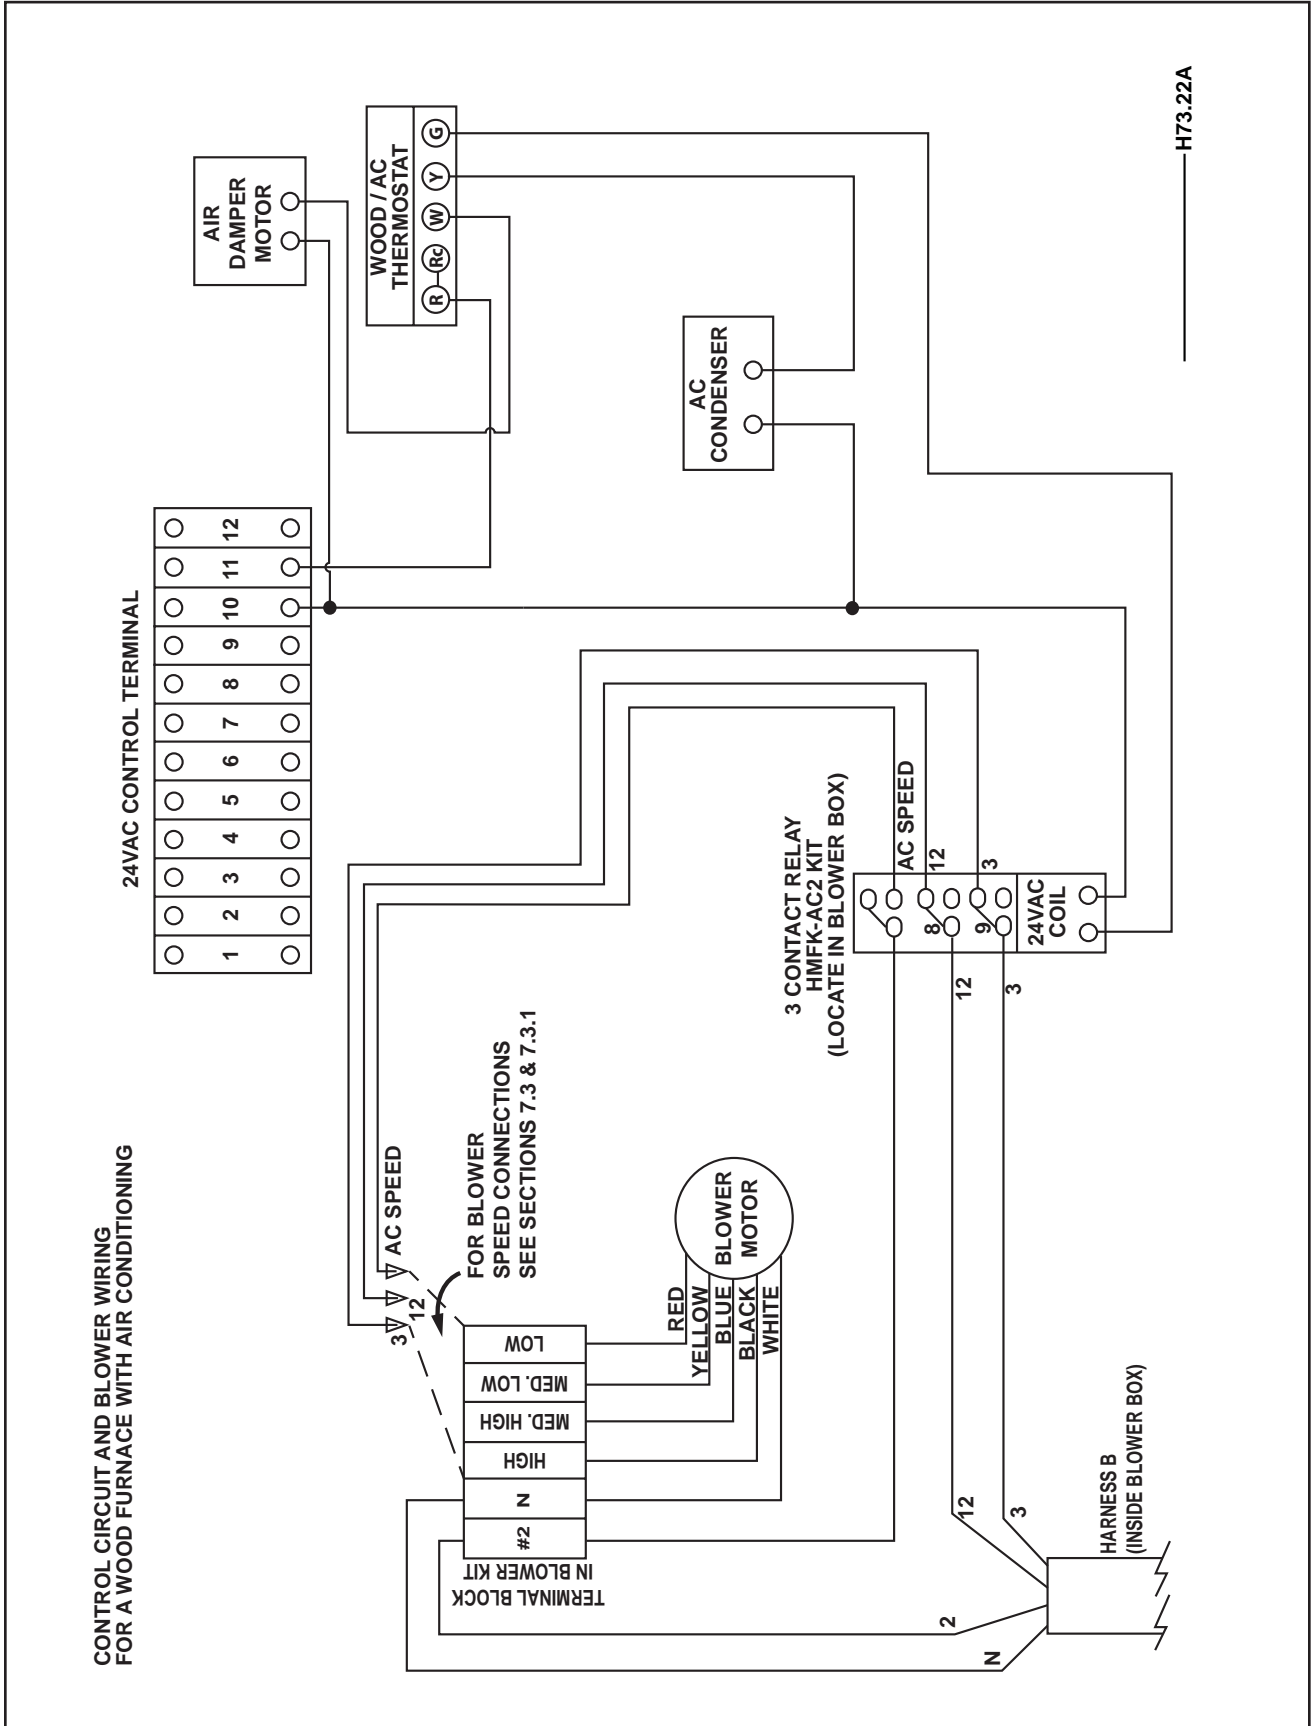 CONTROL CIRCUIT AND BLOWER WIRING
FOR A WOOD FURNACE WITH AIR CONDITIONING
24VAC CONTROL TERMINAL
1
2
3
4
5
6
7
8
9
10
11
12
AIR
DAMPER
MOTOR
WOOD / AC
THERMOSTAT
R
Rc
W
Y
G
AC
CONDENSER
3
12
AC SPEED
FOR BLOWER
SPEED CONNECTIONS
SEE SECTIONS 7.3 & 7.3.1
TERMINAL BLOCK
IN BLOWER KIT
#2
N
HIGH
MED. HIGH
MED. LOW
LOW
RED
YELLOW
BLUE
BLACK
WHITE
BLOWER
MOTOR
3 CONTACT RELAY
HMFK-AC2 KIT
(LOCATE IN BLOWER BOX)
AC SPEED
12
3
8
9
12
3
24VAC
COIL
N
2
12
3
HARNESS B
(INSIDE BLOWER BOX)
H73.22A